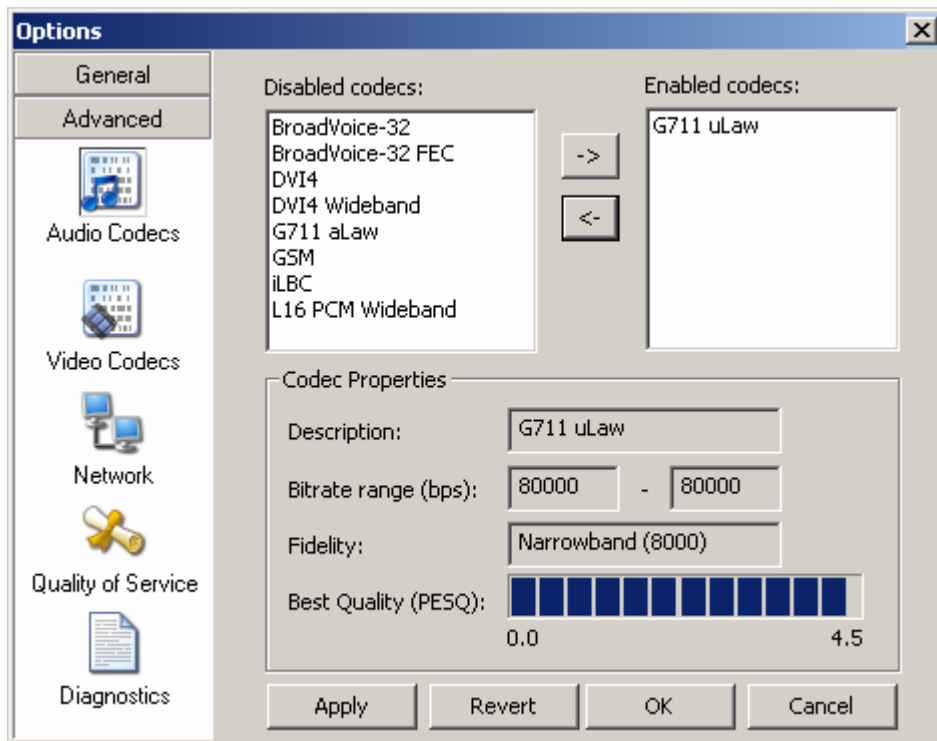 Options
General
Advanced
Audio Codecs
Video Codecs
Network
Quality of Service
Diagnostics
Disabled codecs:
BroadVoice-32
BroadVoice-32 FEC
DVI4
DVI4 Wideband
G711 aLaw
GSM
iLBC
L16 PCM Wideband
->
<-
Enabled codecs:
G711 uLaw
Codec Properties
Description: G711 uLaw
Bitrate range (bps): 80000 - 80000
Fidelity: Narrowband (8000)
Best Quality (PESQ):
0.0 4.5
Apply Revert OK Cancel